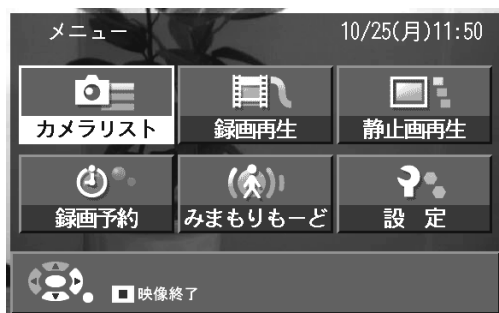 メニュー 10/25(月)11:50
カメラリスト 録画再生 静止画再生
録画予約 みまもりもーど 設 定
映像終了